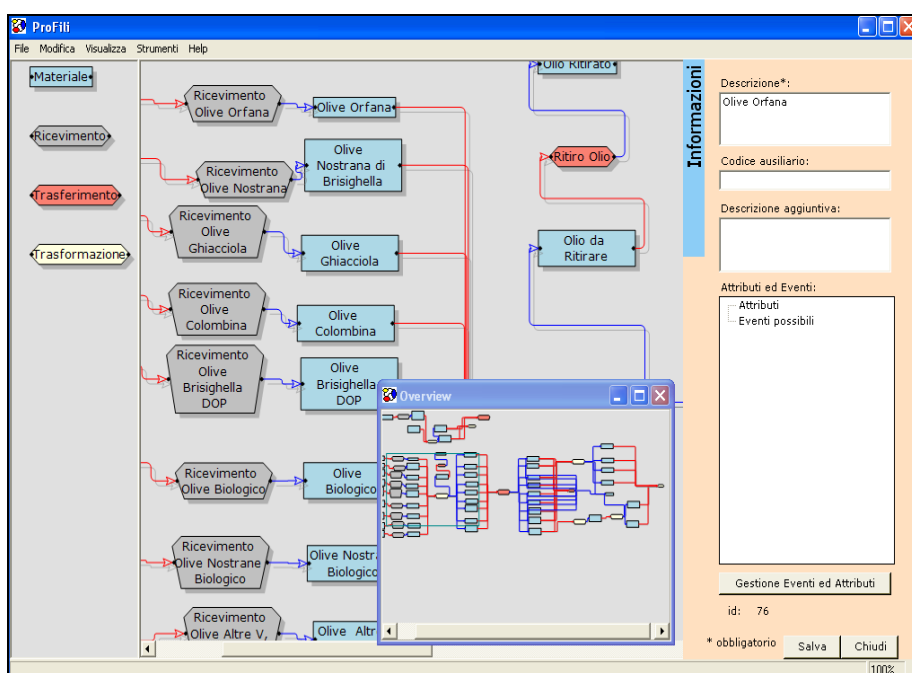 ProFili
File Modifica Visualizza Strumenti Help
Materiale
Ricevimento
Trasferimento
Trasformazione
Ricevimento
Olive Orfana
Olive Orfana
Ricevimento
Olive Nostrana
Olive
Nostrana di
Brisighella
Ricevimento
Olive
Ghiacciola
Olive
Ghiacciola
Ricevimento
Olive
Colombina
Olive
Colombina
Ricevimento
Olive
Brisighella
DOP
Olive
Brisighella
DOP
Ricevimento
Olive Biologico
Olive
Biologico
Ricevimento
Olive Nostrane
Biologico
Olive Nostr
Biologico
Ricevimento
Olive Altre V,
Olive Altr
Olio Ritirato
Ritiro Olio
Olio da
Ritirare
Overview
Informazioni
Descrizione*:
Olive Orfana
Codice ausiliario:
Descrizione aggiuntiva:
Attributi ed Eventi:
Attributi
Eventi possibili
Gestione Eventi ed Attributi
id: 76
* obbligatorio Salva Chiudi
100%